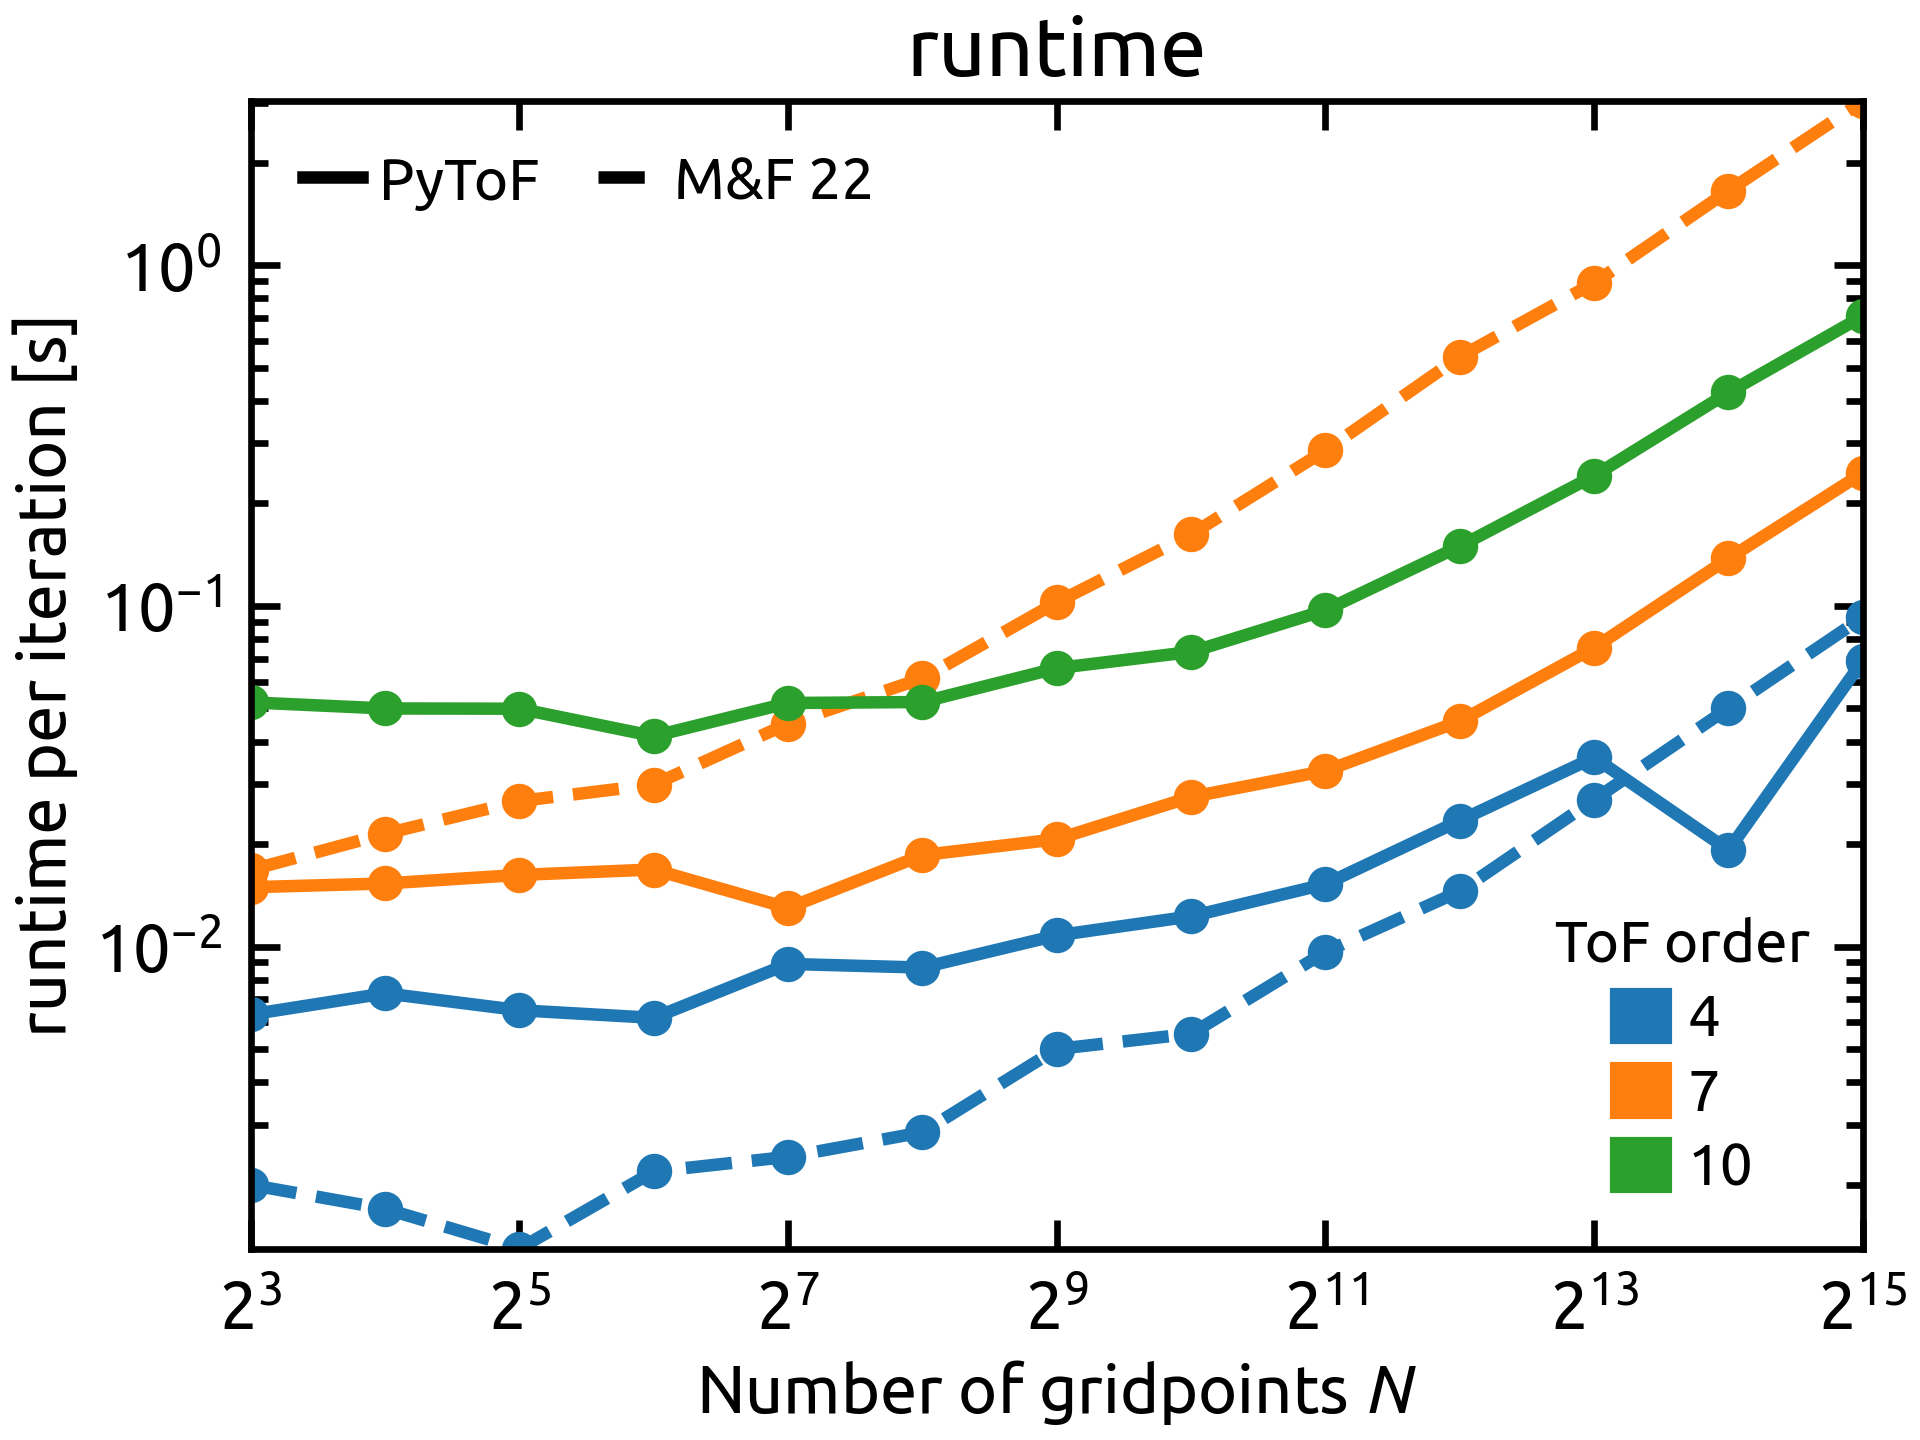 runtime
PyToF M&F 22
10⁰
10⁻¹
10⁻²
runtime per iteration [s]
ToF order
4
7
10
2³ 2⁵ 2⁷ 2⁹ 2¹¹ 2¹³ 2¹⁵
Number of gridpoints N